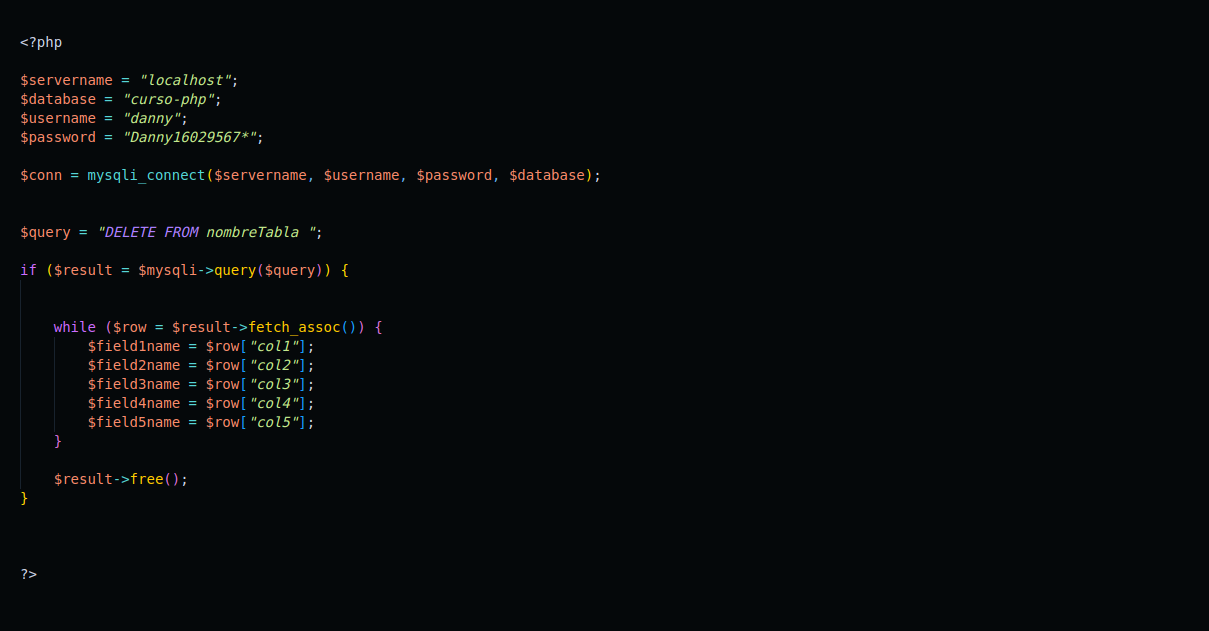 <?php
$servername = "localhost";
$database = "curso-php";
$username = "danny";
$password = "Danny16029567*";
$conn = mysqli_connect($servername, $username, $password, $database);
$query = "DELETE FROM nombreTabla ";
if ($result = $mysqli->query($query)) {
while ($row = $result->fetch_assoc()) {
$field1name = $row["col1"];
$field2name = $row["col2"];
$field3name = $row["col3"];
$field4name = $row["col4"];
$field5name = $row["col5"];
}
$result->free();
}
?>